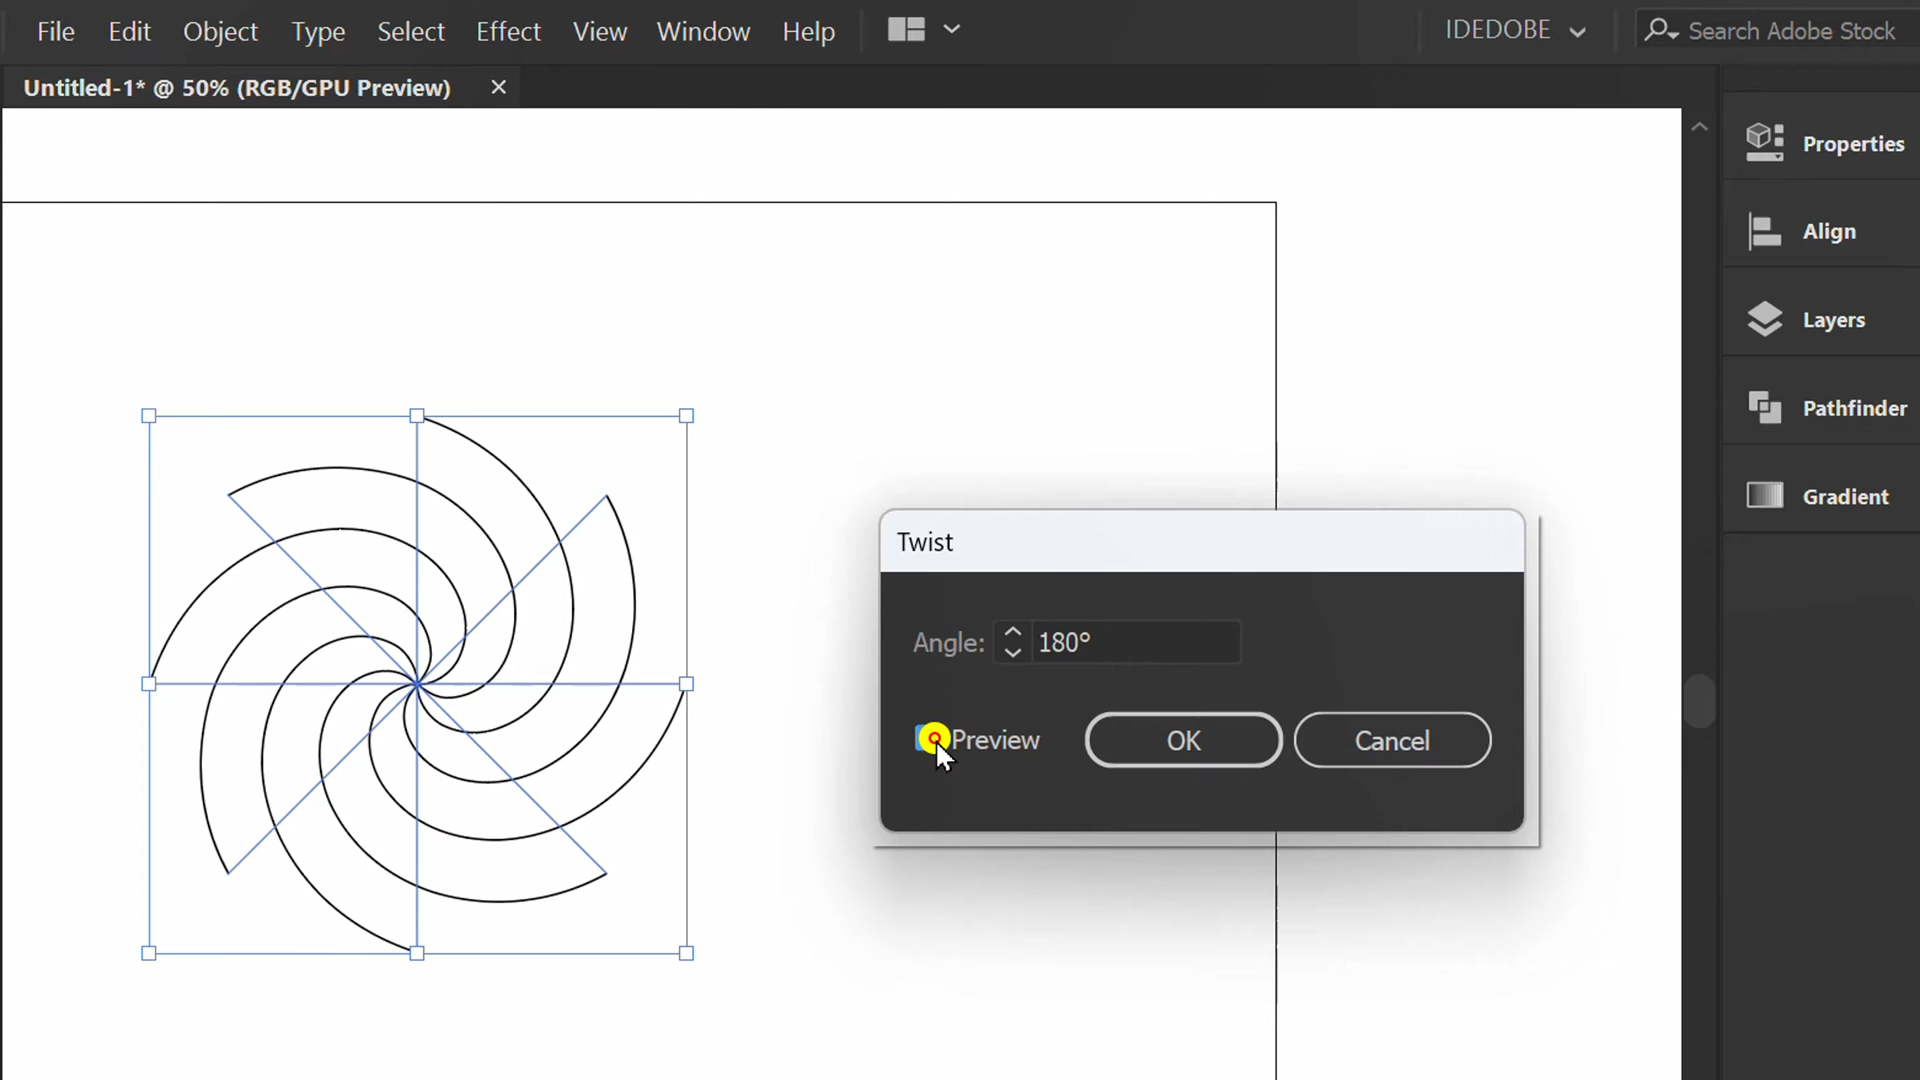 File Edit Object Type Select Effect View Window Help IDEDOBE Search Adobe Stock
Untitled-1* @ 50% (RGB/GPU Preview)
Properties
Align
Layers
Pathfinder
Gradient
Twist
Angle: 180°
Preview OK Cancel